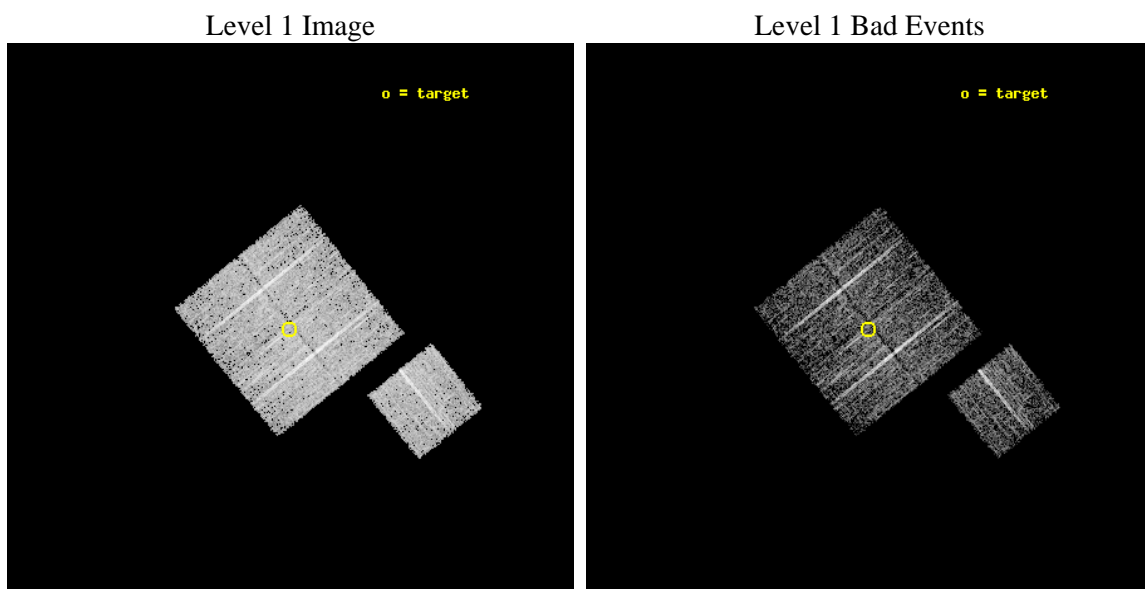 Level 1 Image
Level 1 Bad Events
o = target
o = target